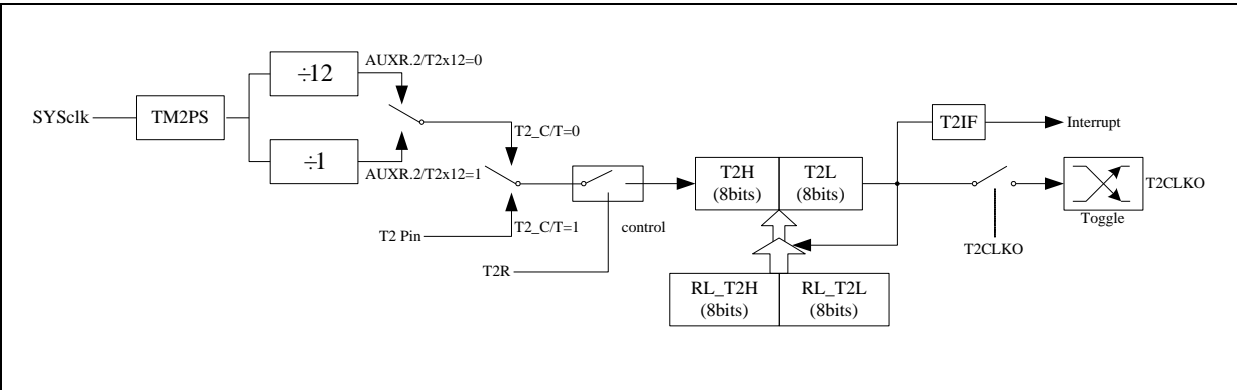 AUXR.2/T2x12=0
÷12
SYSclk
TM2PS
T2IF
Interrupt
T2_C/T=0
÷1
AUXR.2/T2x12=1
T2H
(8bits)
T2L
(8bits)
T2CLKO
Toggle
T2_C/T=1
control
T2 Pin
T2CLKO
T2R
RL_T2H
(8bits)
RL_T2L
(8bits)